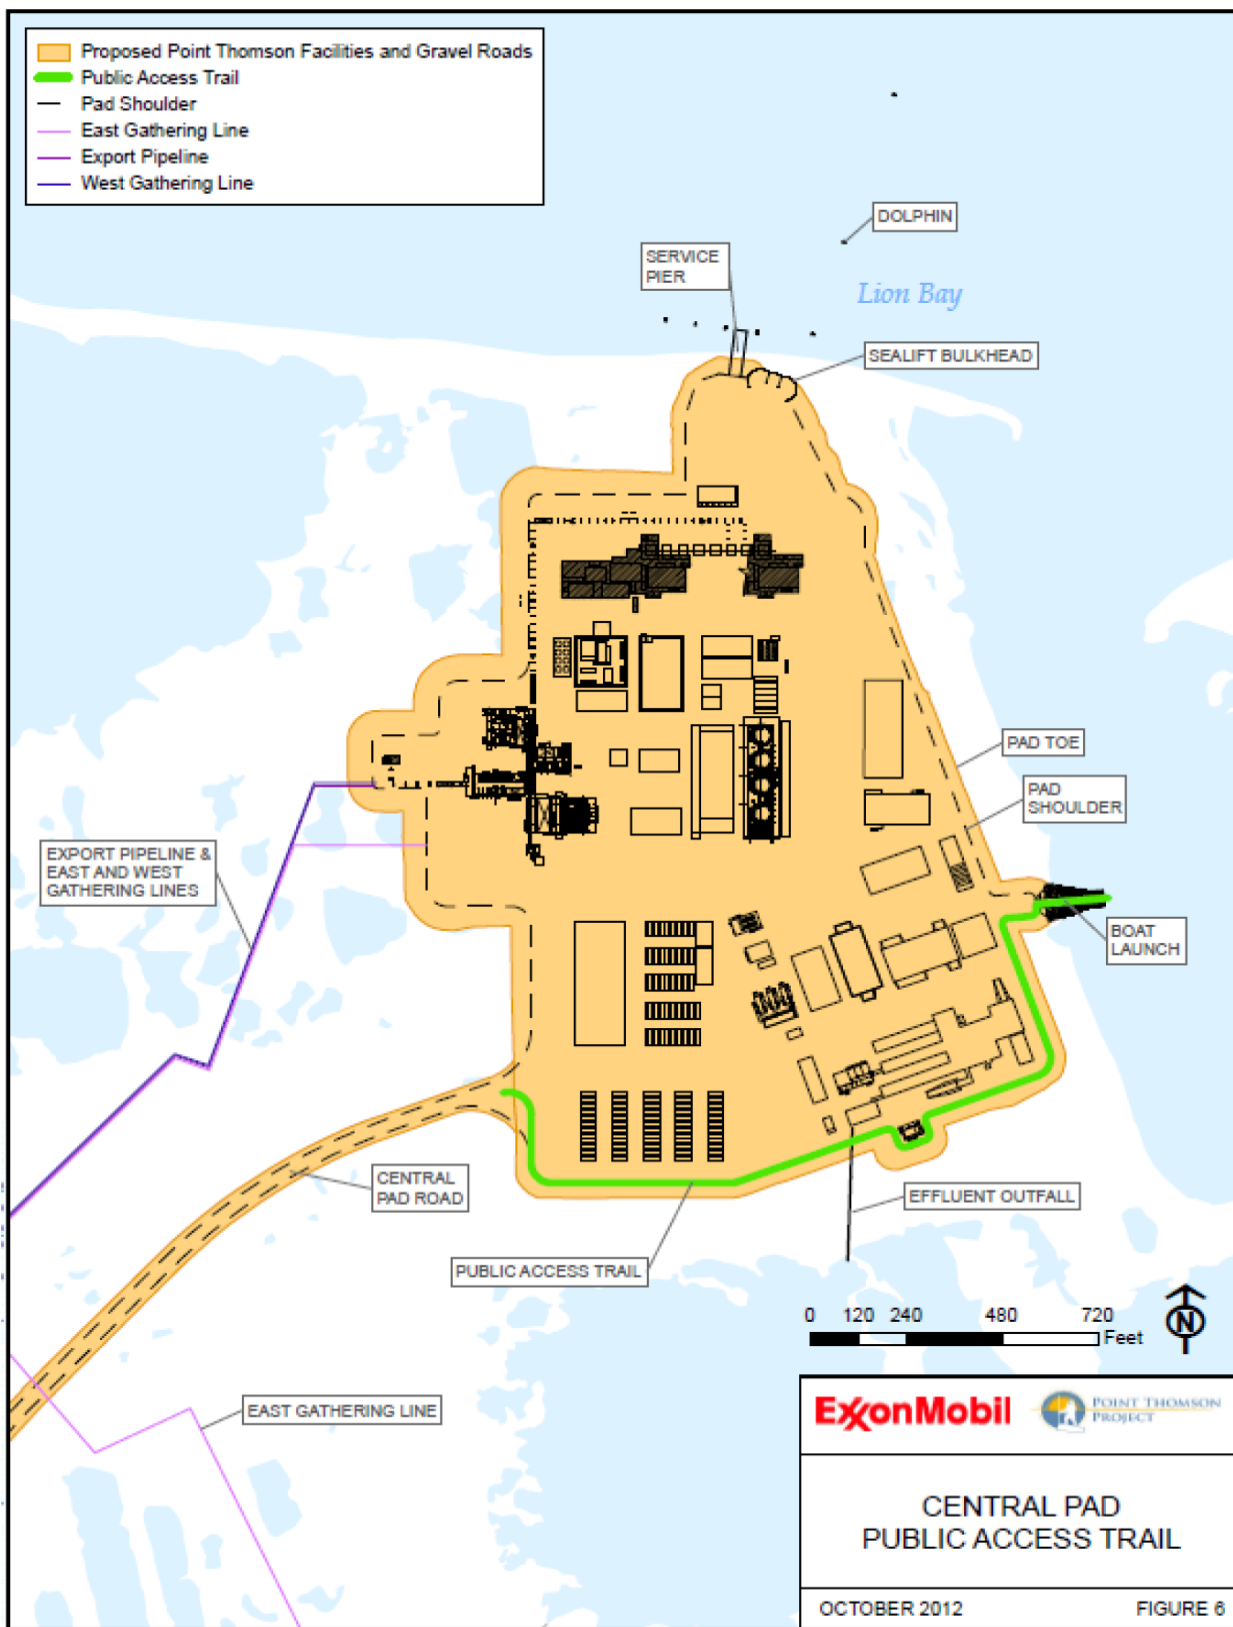 Proposed Point Thomson Facilities and Gravel Roads
Public Access Trail
Pad Shoulder
East Gathering Line
Export Pipeline
West Gathering Line
DOLPHIN
SERVICE
PIER
Lion Bay
SEALIFT BULKHEAD
PAD TOE
PAD
SHOULDER
EXPORT PIPELINE &
EAST AND WEST
GATHERING LINES
BOAT
LAUNCH
CENTRAL
PAD ROAD
EFFLUENT OUTFALL
PUBLIC ACCESS TRAIL
0 120 240 480 720
Feet
N
EAST GATHERING LINE
ExxonMobil
POINT THOMSON
PROJECT
CENTRAL PAD
PUBLIC ACCESS TRAIL
OCTOBER 2012 FIGURE 6